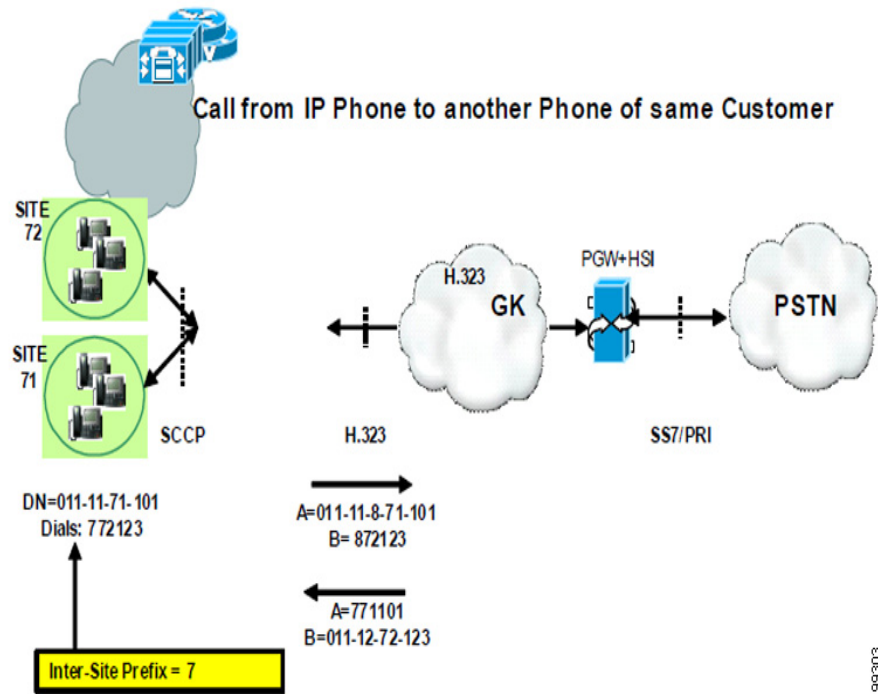 Call from IP Phone to another Phone of same Customer
SITE
72
SITE
71
SCCP
H.323
GK
PGW+HSI
PSTN
H.323
SS7/PRI
DN=011-11-71-101
Dials: 772123
A=011-11-8-71-101
B= 872123
A=771101
B=011-12-72-123
Inter-Site Prefix = 7
99303